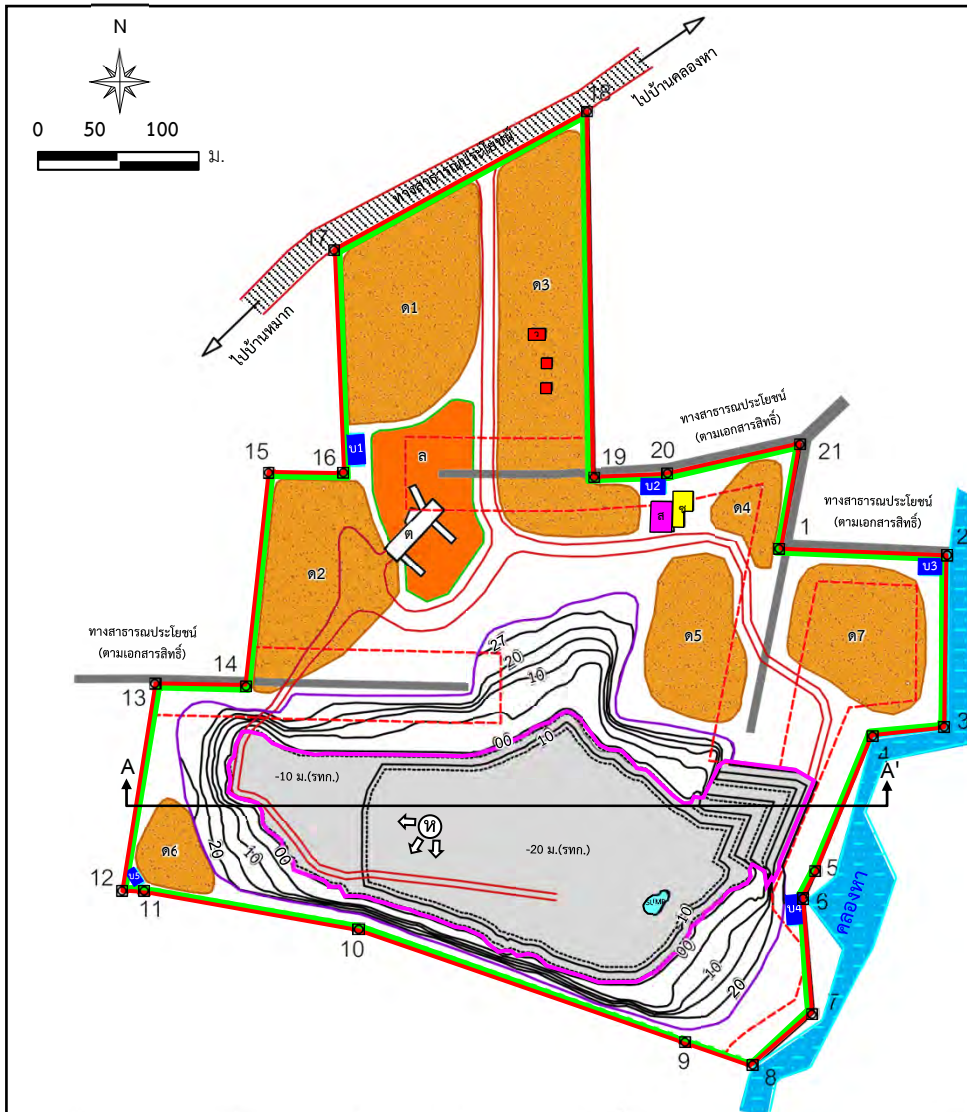 N
0 50 100
ม.
18
ไปบ้านคลองหา
ทางสาธารณประโยชน์
17
ไปบ้านหมาก
ด3
ด1
ทางสาธารณประโยชน์
(ตามเอกสารสิทธิ์)
บ1
ล
15
16
19
20
21
บ2
ส
ช
ด4
ทางสาธารณประโยชน์
(ตามเอกสารสิทธิ์)
1
2
ต
บ3
ด2
ด5
ด7
ทางสาธารณประโยชน์
(ตามเอกสารสิทธิ์)
27
20
10
14
13
3
4
00
10
-10 ม.(รทก.)
A
A'
ห
-20 ม.(รทก.)
ด6
20
10
00
บ5
12
11
5
6
บ4
SUMP
คลองหา
10
10
00
10
20
7
9
8